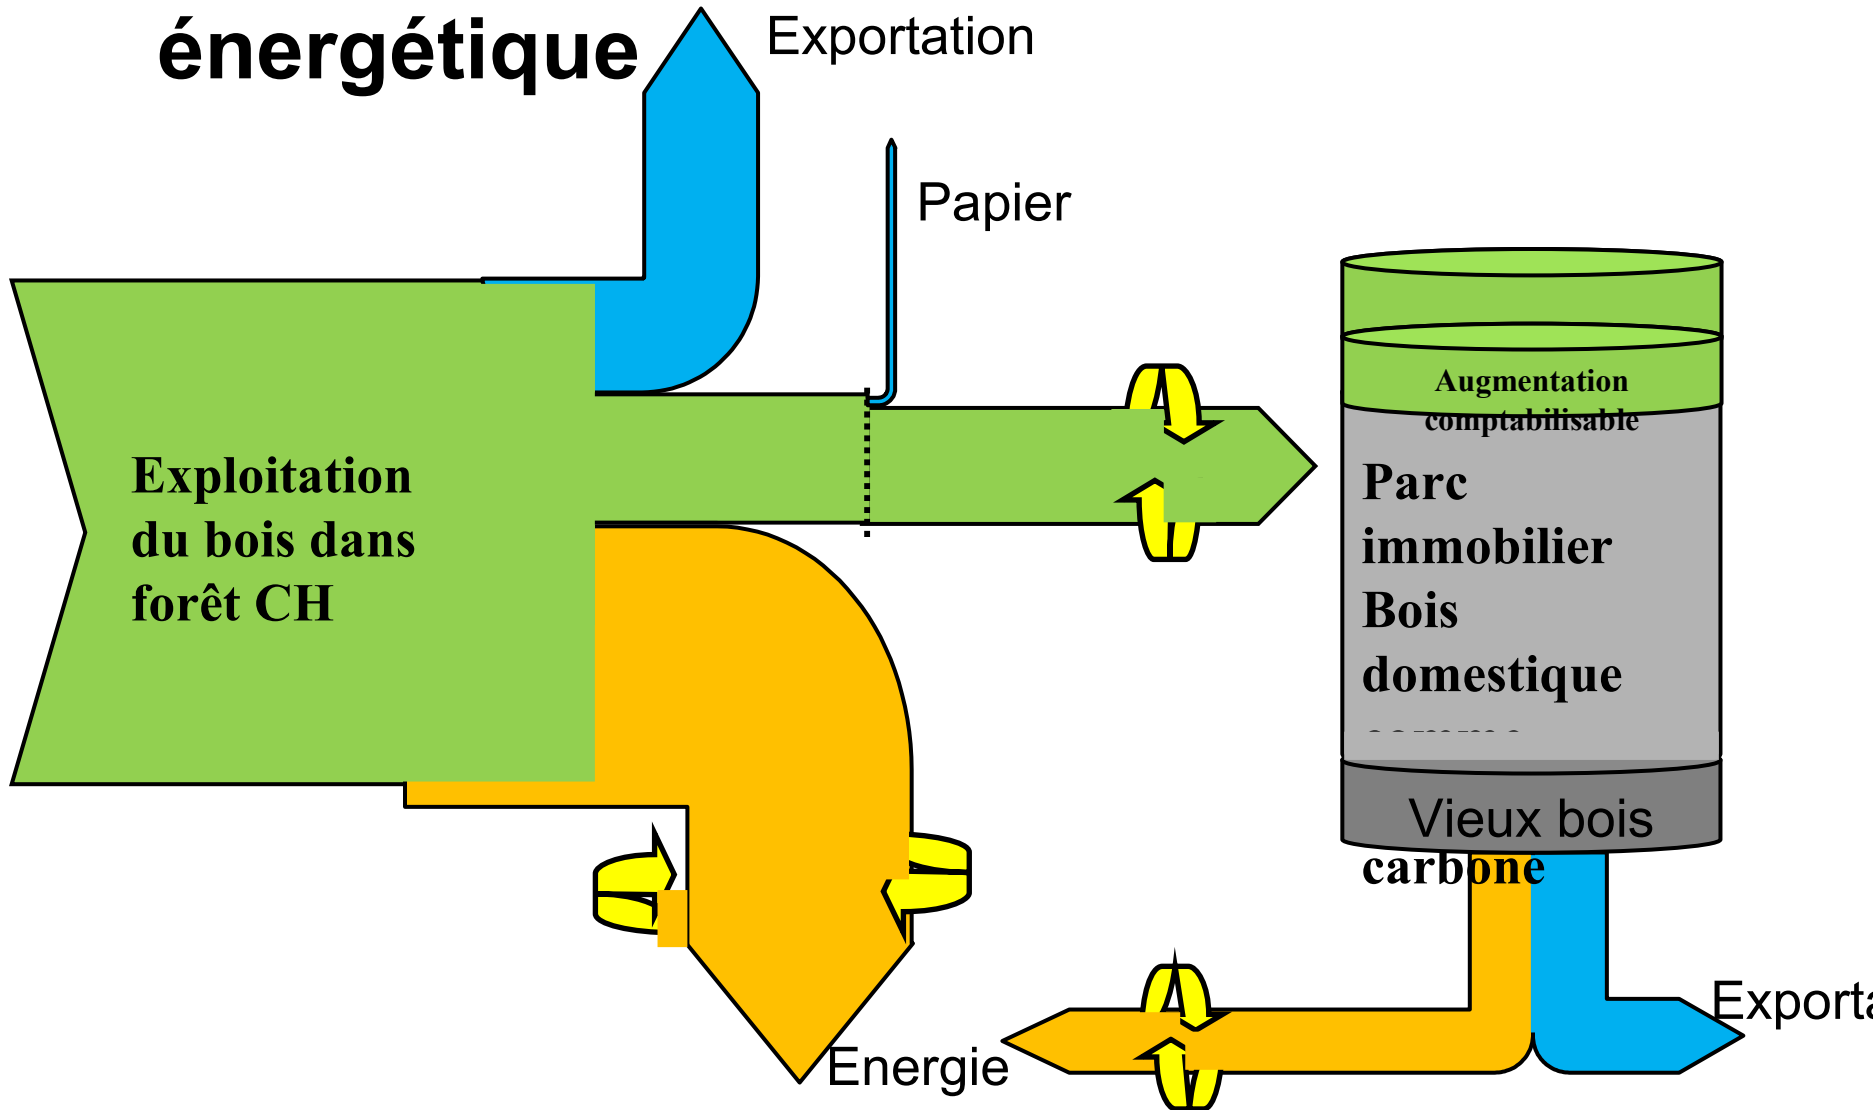 énergétique
Exportation
Papier
Augmentation
comptabilisable
Exploitation
du bois dans
forêt CH
Parc
immobilier
Bois
domestique
Vieux bois
carbone
Exporta
Energie